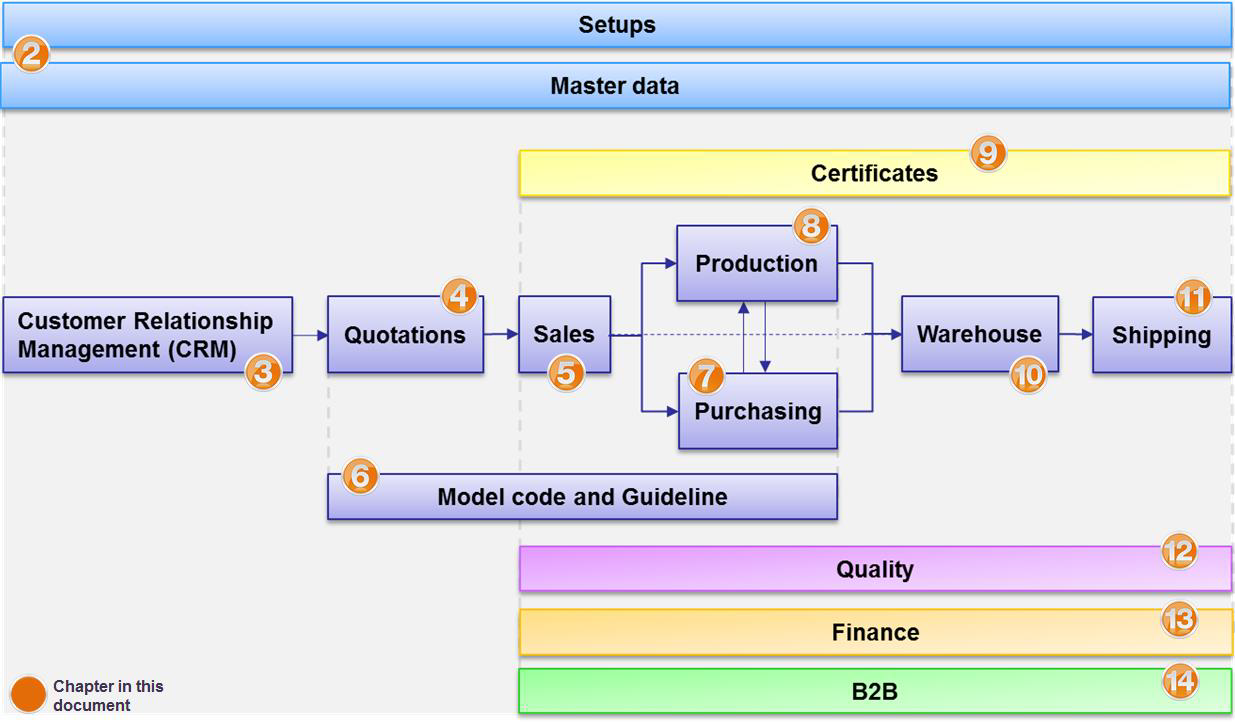 Setups
2
Master data
9
Certificates
8
Production
Customer Relationship
Management (CRM)
3
4
Quotations
Sales
5
7
Purchasing
Warehouse
10
11
Shipping
6
Model code and Guideline
12
Quality
13
Finance
14
B2B
Chapter in this
document